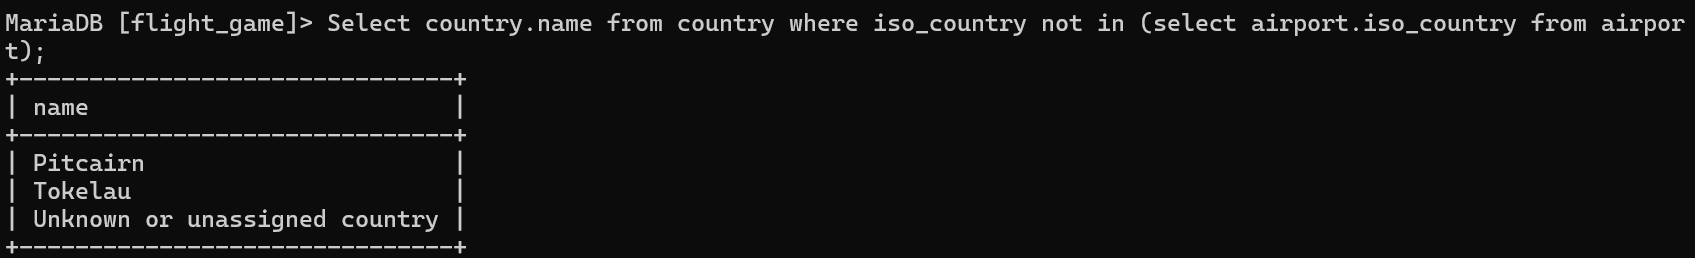 MariaDB [flight_game]> Select country.name from country where iso_country not in (select airport.iso_country from airpor
t);
+-------------------------------+
| name                          |
+-------------------------------+
| Pitcairn                      |
| Tokelau                       |
| Unknown or unassigned country |
+-------------------------------+